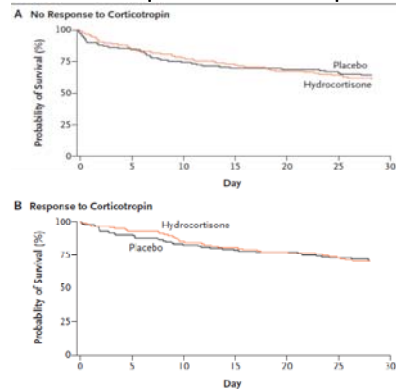 A No Response to Corticotropin
100
75
50
25
0
Probability of Survival (%)
Placebo
Hydrocortisone
0 5 10 15 20 25 30
Day
B Response to Corticotropin
100
75
50
25
0
Probability of Survival (%)
Hydrocortisone
Placebo
0 5 10 15 20 25 30
Day